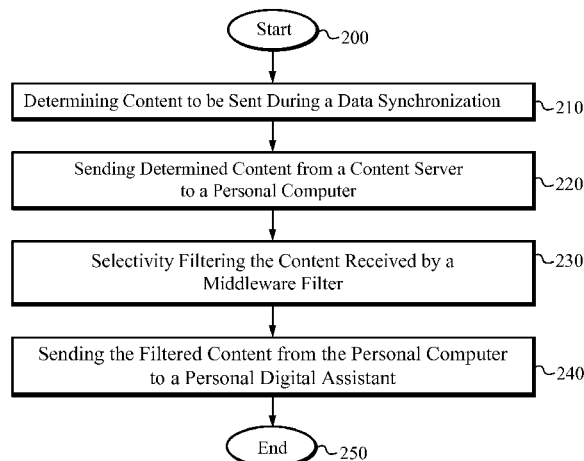 Start
200
Determining Content to be Sent During a Data Synchronization
210
Sending Determined Content from a Content Server
to a Personal Computer
220
Selectivity Filtering the Content Received by a
Middleware Filter
230
Sending the Filtered Content from the Personal Computer
to a Personal Digital Assistant
240
End
250